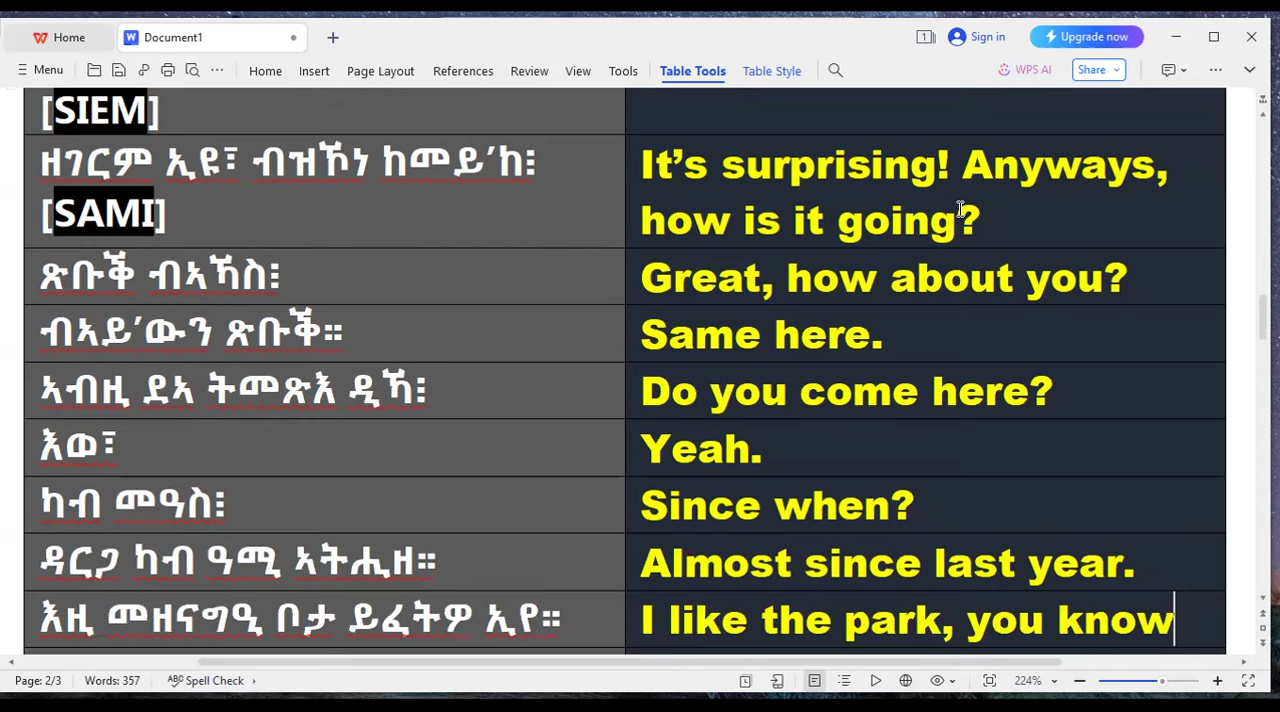 Home
Document1
1
Sign in
Upgrade now
Menu
Home Insert Page Layout References Review View Tools Table Tools Table Style
WPS AI
Share
[SIEM]
ዘገርም ኢዩ፣ ብዝኾነ ከመይ’ከ፧
[SAMI]
It’s surprising! Anyways,
how is it going?
ጽቡቕ ብኣኻስ፧
Great, how about you?
ብኣይ’ውን ጽቡቕ።
Same here.
ኣብዚ ደኣ ትመጽእ ዲኻ፧
Do you come here?
እወ፣
Yeah.
ካብ መዓስ፧
Since when?
ዳርጋ ካብ ዓሚ ኣትሒዘ።
Almost since last year.
እዚ መዘናግዒ ቦታ ይፈትዎ ኢየ።
I like the park, you know
Page: 2/3 Words: 357 Spell Check
224%